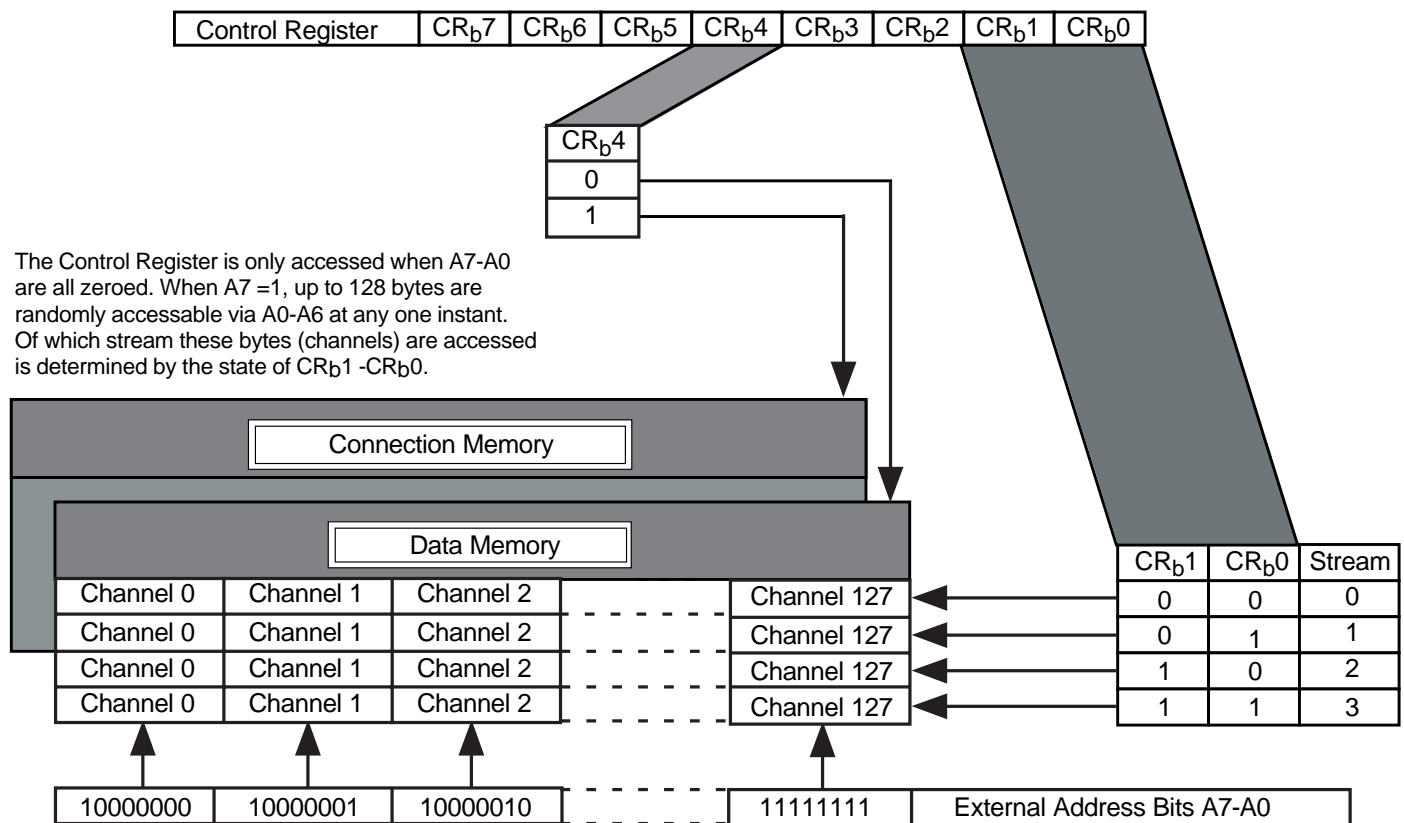 Control Register CRb7 CRb6 CRb5 CRb4 CRb3 CRb2 CRb1 CRb0
CRb4
0
1
The Control Register is only accessed when A7-A0
are all zeroed. When A7 =1, up to 128 bytes are
randomly accessable via A0-A6 at any one instant.
Of which stream these bytes (channels) are accessed
is determined by the state of CRb1 -CRb0.
Connection Memory
Data Memory
CRb1 CRb0 Stream
Channel 0 Channel 1 Channel 2 Channel 127 0 0 0
Channel 0 Channel 1 Channel 2 Channel 127 0 1 1
Channel 0 Channel 1 Channel 2 Channel 127 1 0 2
Channel 0 Channel 1 Channel 2 Channel 127 1 1 3
10000000 10000001 10000010 11111111 External Address Bits A7-A0